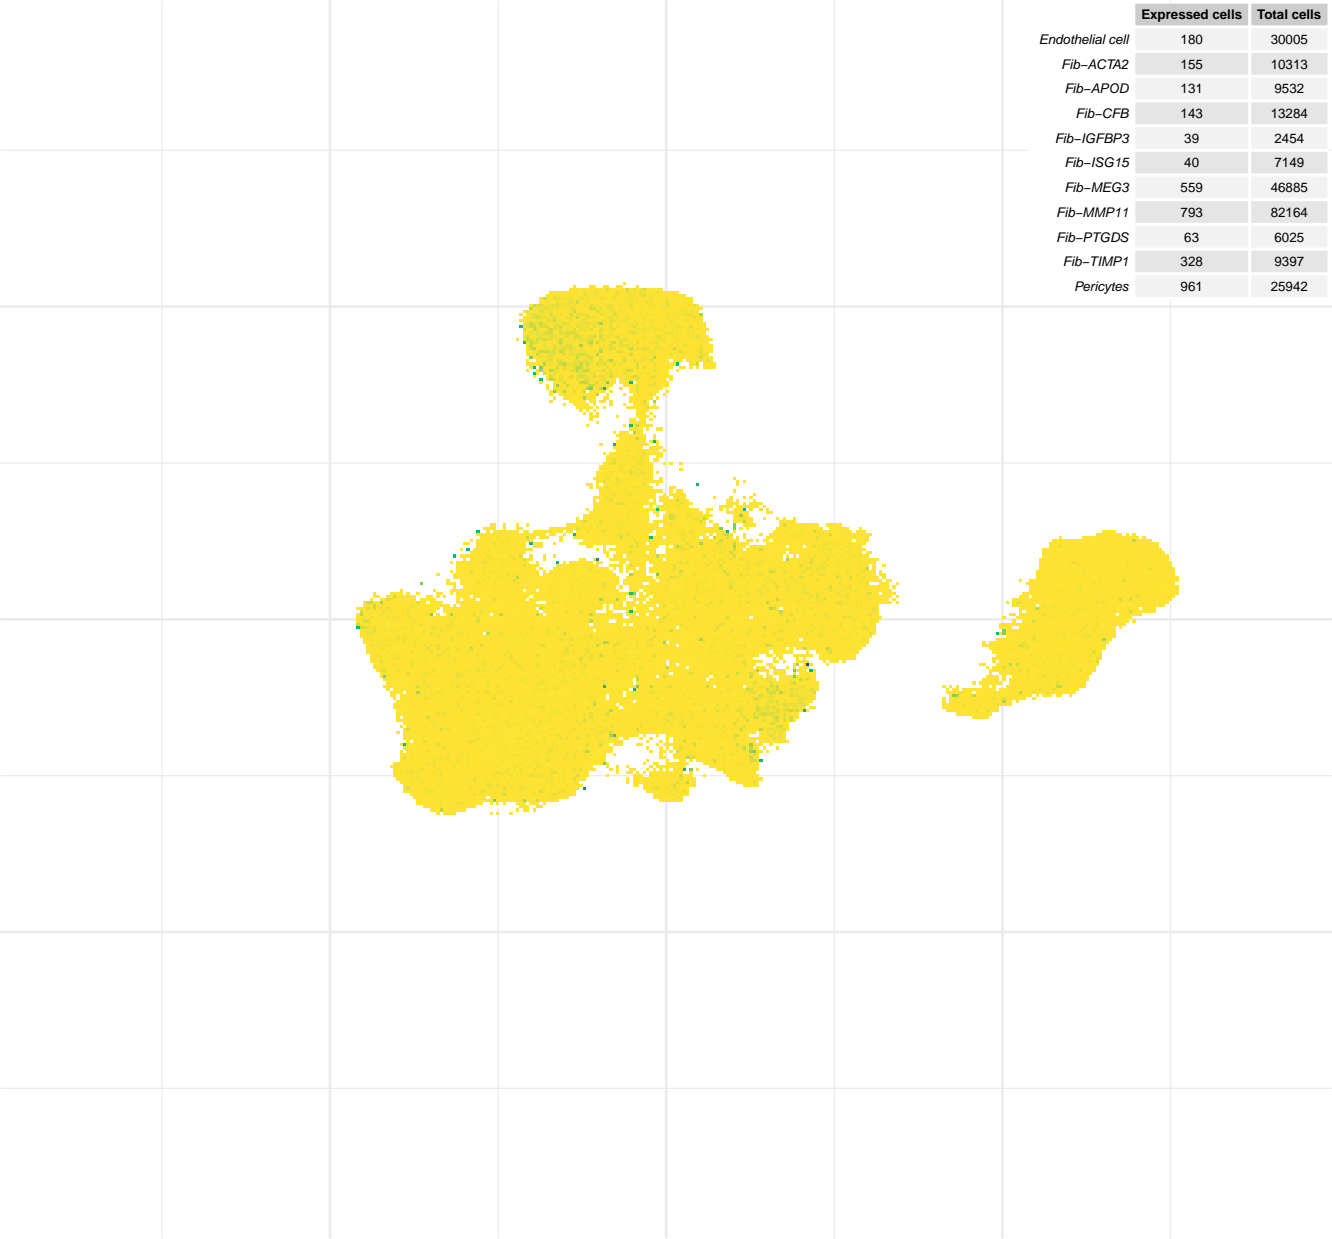 Expressed cells Total cells
Endothelial cell 180 30005
Fib−ACTA2 155 10313
Fib−APOD 131 9532
Fib−CFB 143 13284
Fib−IGFBP3 39 2454
Fib−ISG15 40 7149
Fib−MEG3 559 46885
Fib−MMP11 793 82164
Fib−PTGDS 63 6025
Fib−TIMP1 328 9397
Pericytes 961 25942